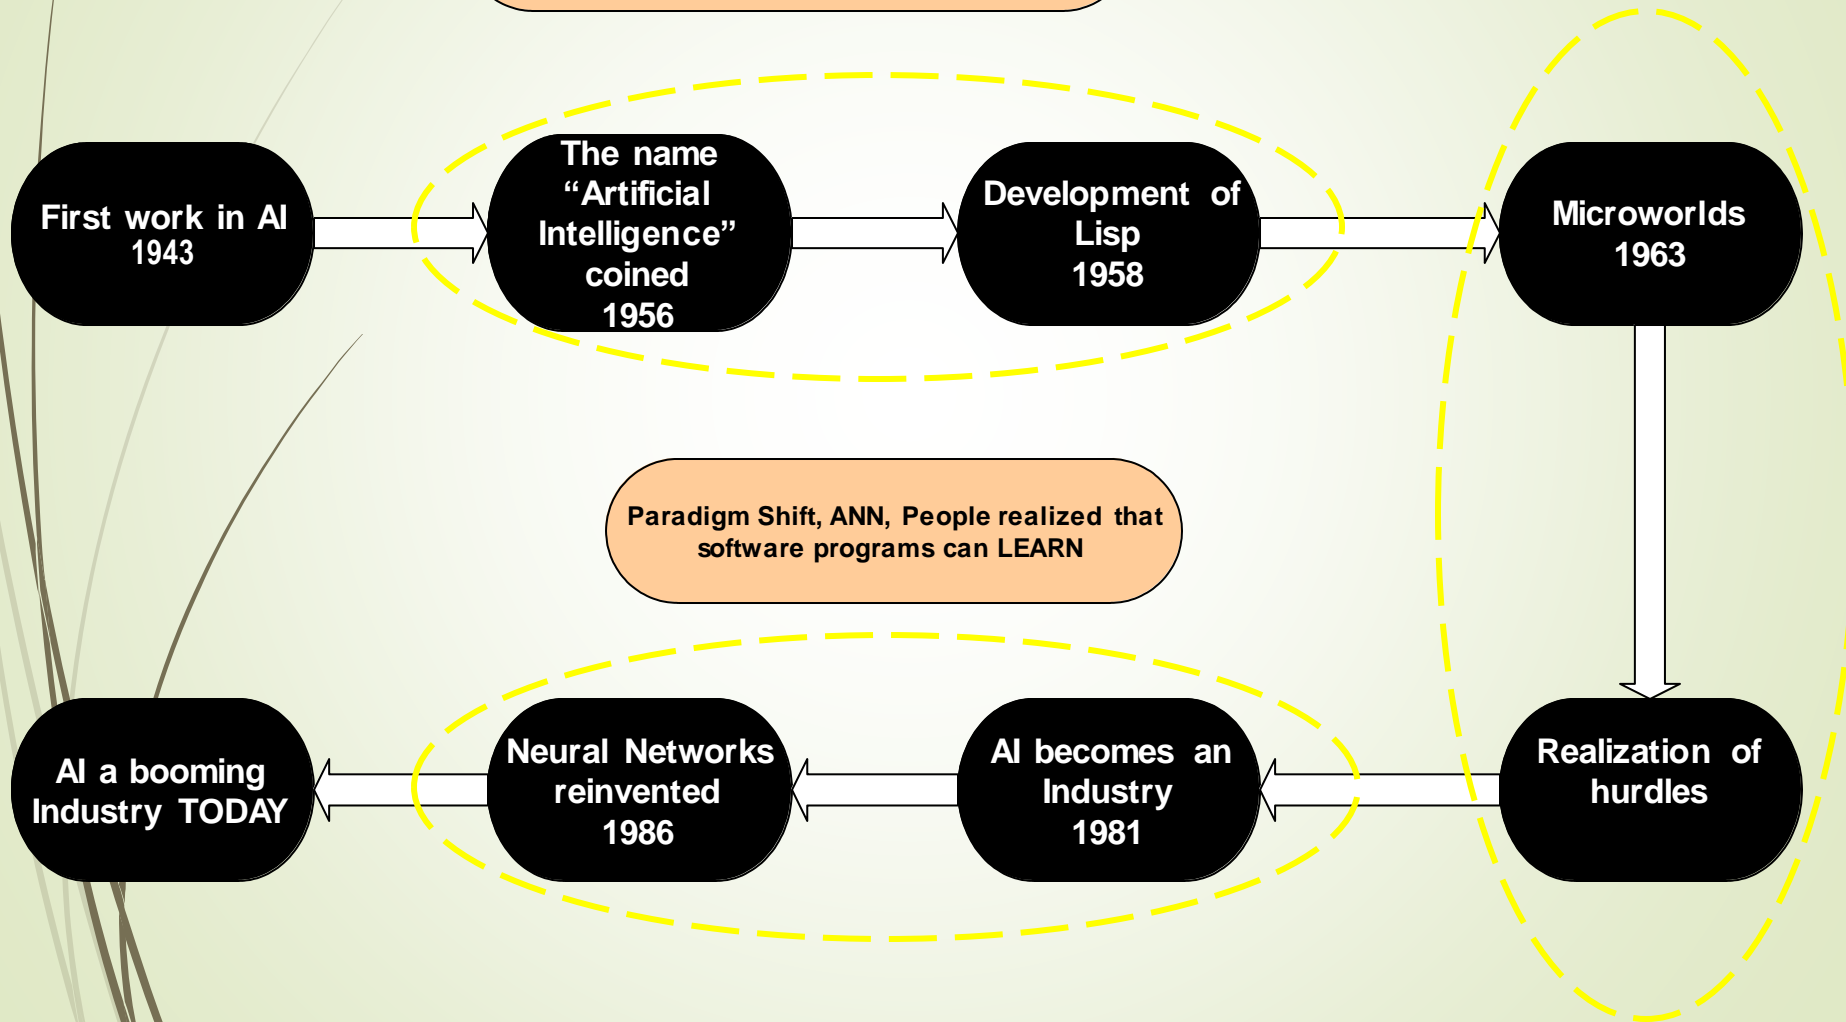 First work in AI
1943
The name
“Artificial
Intelligence”
coined
1956
Development of
Lisp
1958
Microworlds
1963
Paradigm Shift, ANN, People realized that
software programs can LEARN
AI a booming
Industry TODAY
Neural Networks
reinvented
1986
AI becomes an
Industry
1981
Realization of
hurdles